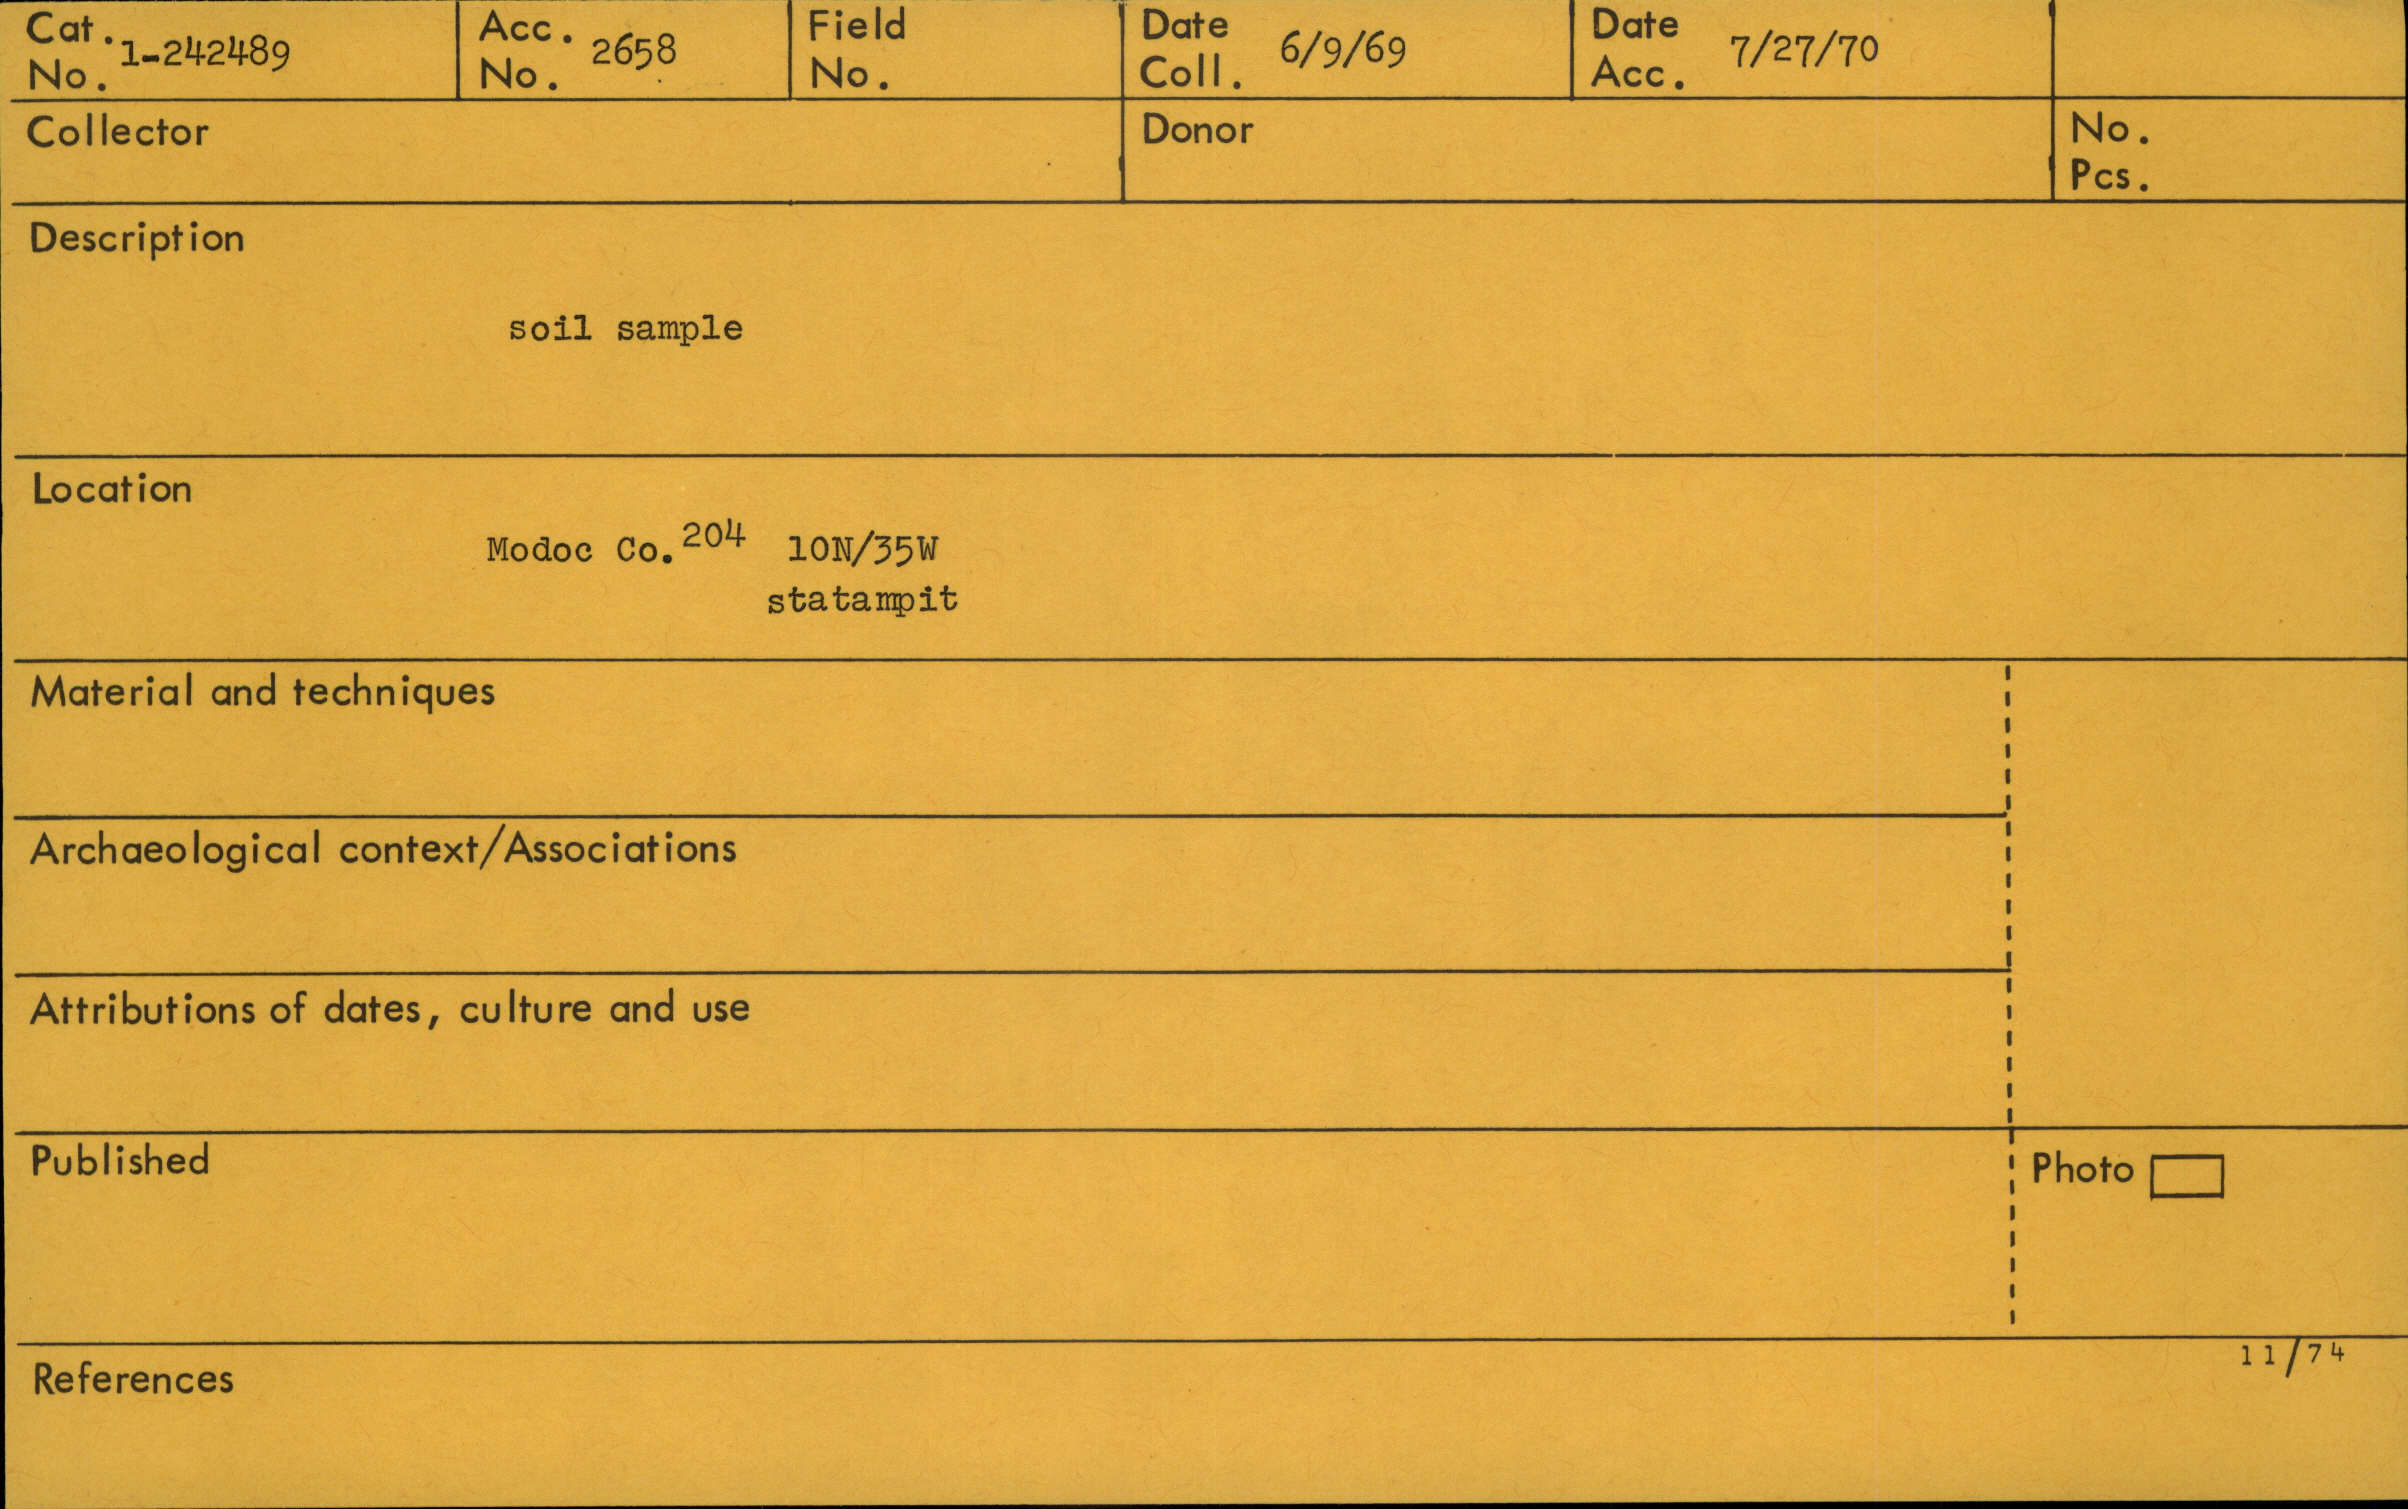 Cat. No. 1-242489 Acc. No. 2658 Field No. Date Coll. 6/9/69 Date Acc. 7/27/70
Collector Donor No. Pcs.
Description
soil sample
Location
Modoc Co. 204 10N/35W
statampit
Material and techniques
Archaeological context/Associations
Attributions of dates, culture and use
Published Photo
11/74
References